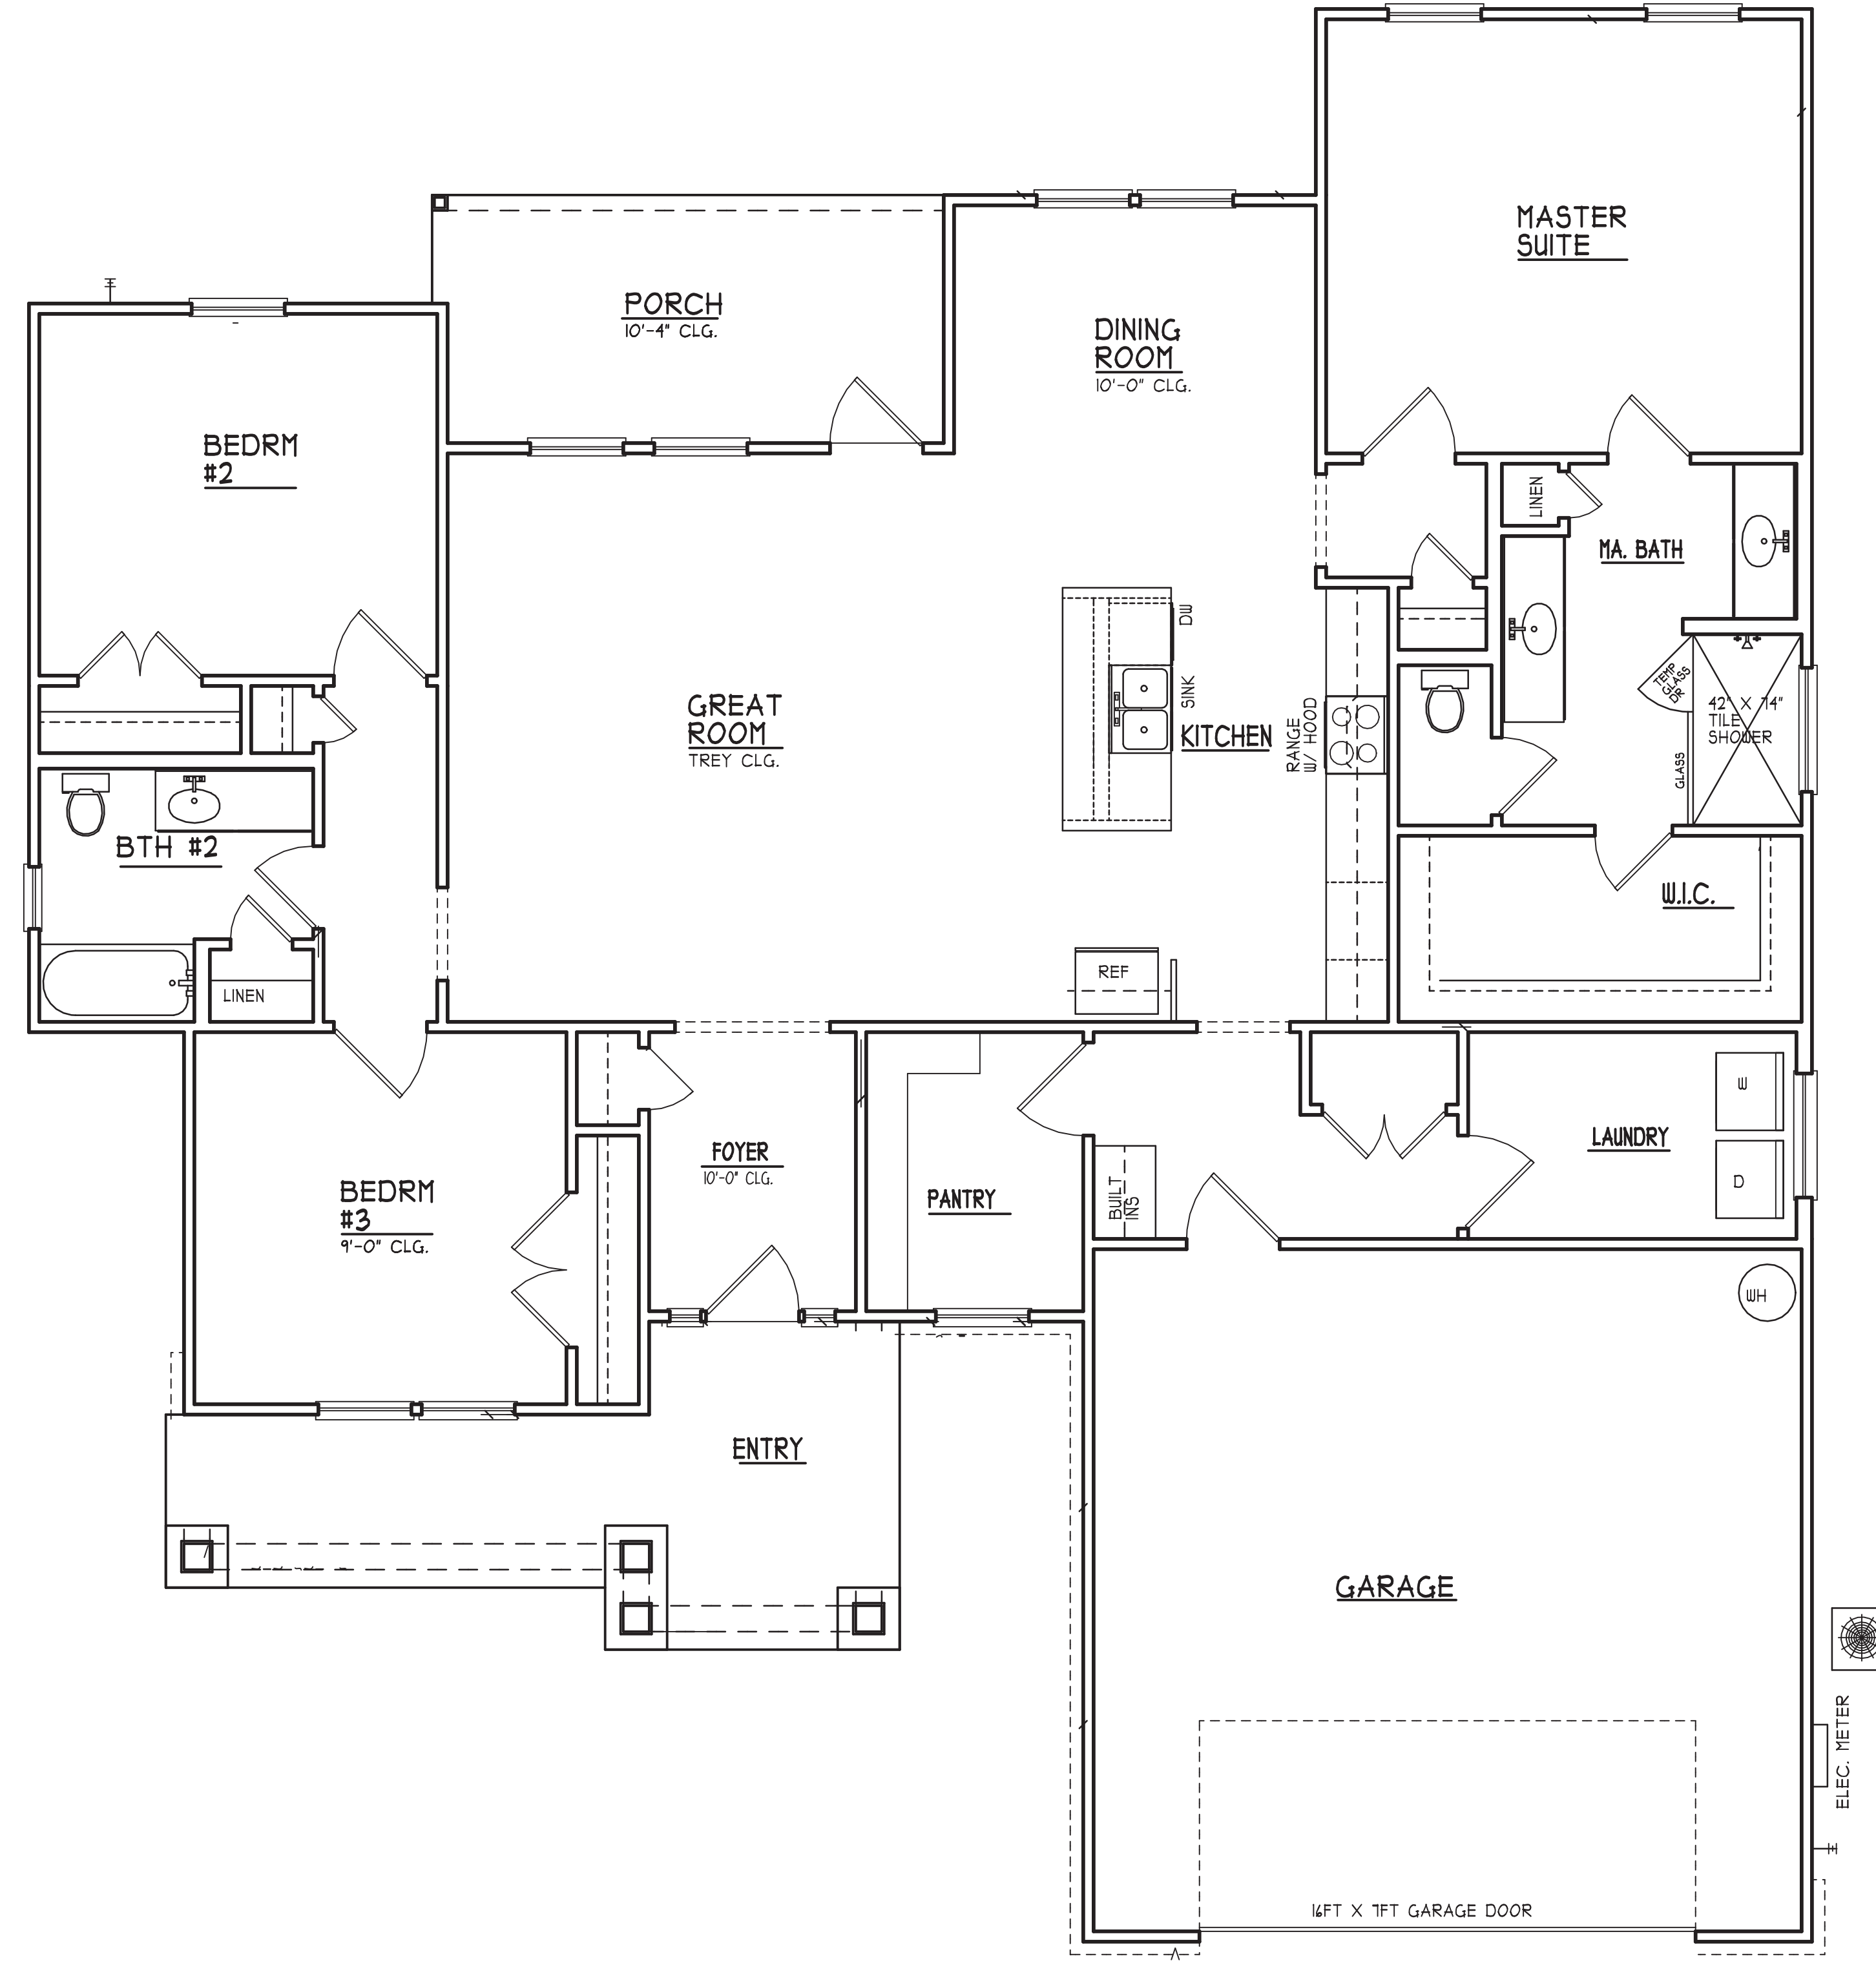 MASTER
SUITE
PORCH
10'-4" CLG.
DINING
ROOM
10'-0" CLG.
BEDRM
#2
LINEN
MA. BATH
DW
SINK
KITCHEN
RANGE
W/ HOOD
TEMP
GLASS
DR
42" X 74"
TILE
SHOWER
GLASS
GREAT
ROOM
TREY CLG.
BTH #2
W.I.C.
LINEN
REF
W
D
LAUNDRY
FOYER
10'-0" CLG.
PANTRY
BUILT
INS
BEDRM
#3
9'-0" CLG.
WH
ENTRY
GARAGE
ELEC. METER
16FT X 7FT GARAGE DOOR